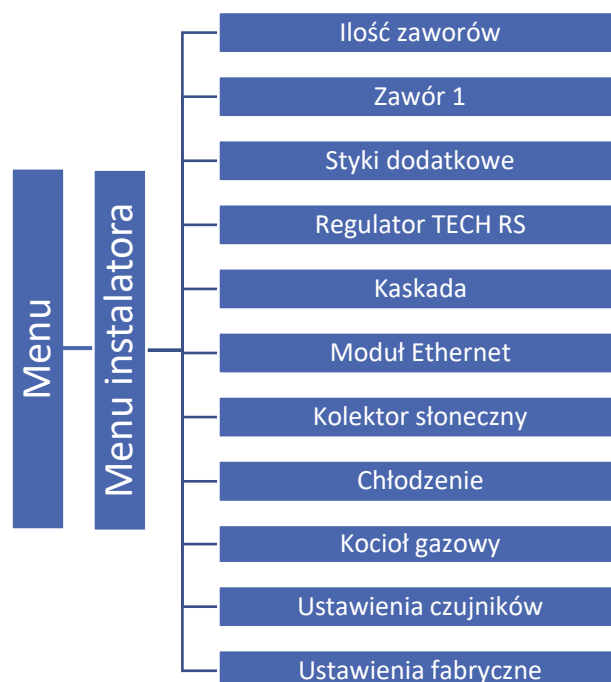 Menu
Menu instalatora
Ilość zaworów
Zawór 1
Styki dodatkowe
Regulator TECH RS
Kaskada
Moduł Ethernet
Kolektor słoneczny
Chłodzenie
Kocioł gazowy
Ustawienia czujników
Ustawienia fabryczne